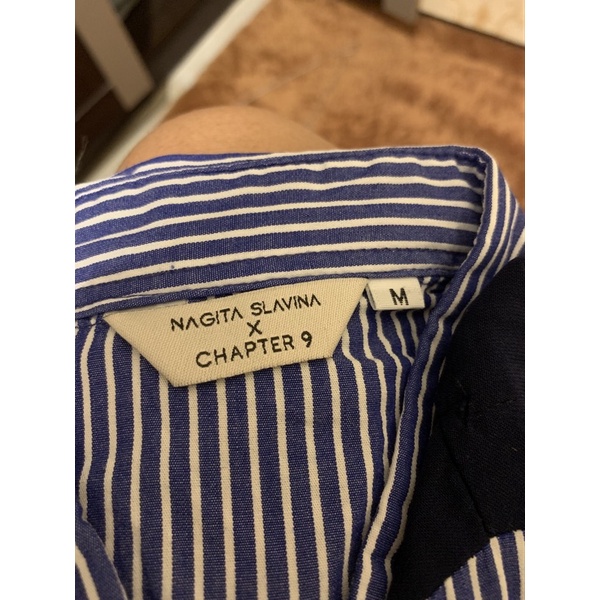 NAGITA SLAVINA
X
CHAPTER 9
M